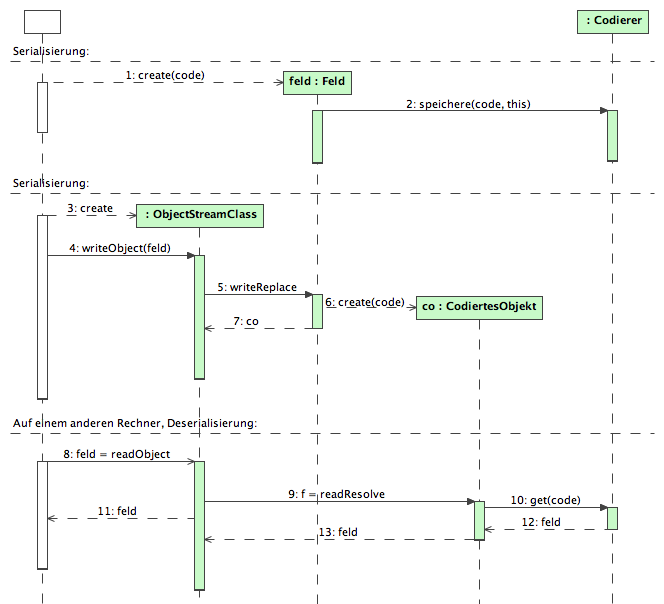 : Codierer
Serialisierung:
1: create(code)
feld : Feld
2: speichere(code, this)
Serialisierung:
3: create
: ObjectStreamClass
4: writeObject(feld)
5: writeReplace
6: create(code)
co : CodiertesObjekt
7: co
Auf einem anderen Rechner, Deserialisierung:
8: feld = readObject
9: f = readResolve
10: get(code)
11: feld
12: feld
13: feld